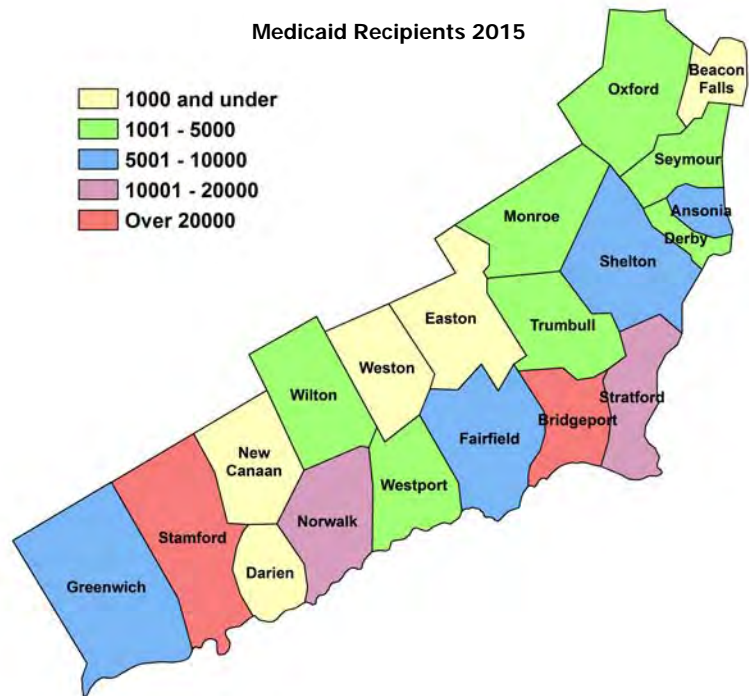 Medicaid Recipients 2015
1000 and under
1001 - 5000
5001 - 10000
10001 - 20000
Over 20000
Beacon
Falls
Oxford
Seymour
Ansonia
Derby
Monroe
Shelton
Easton
Trumbull
Weston
Wilton
Stratford
Bridgeport
Fairfield
New
Canaan
Westport
Norwalk
Stamford
Darien
Greenwich